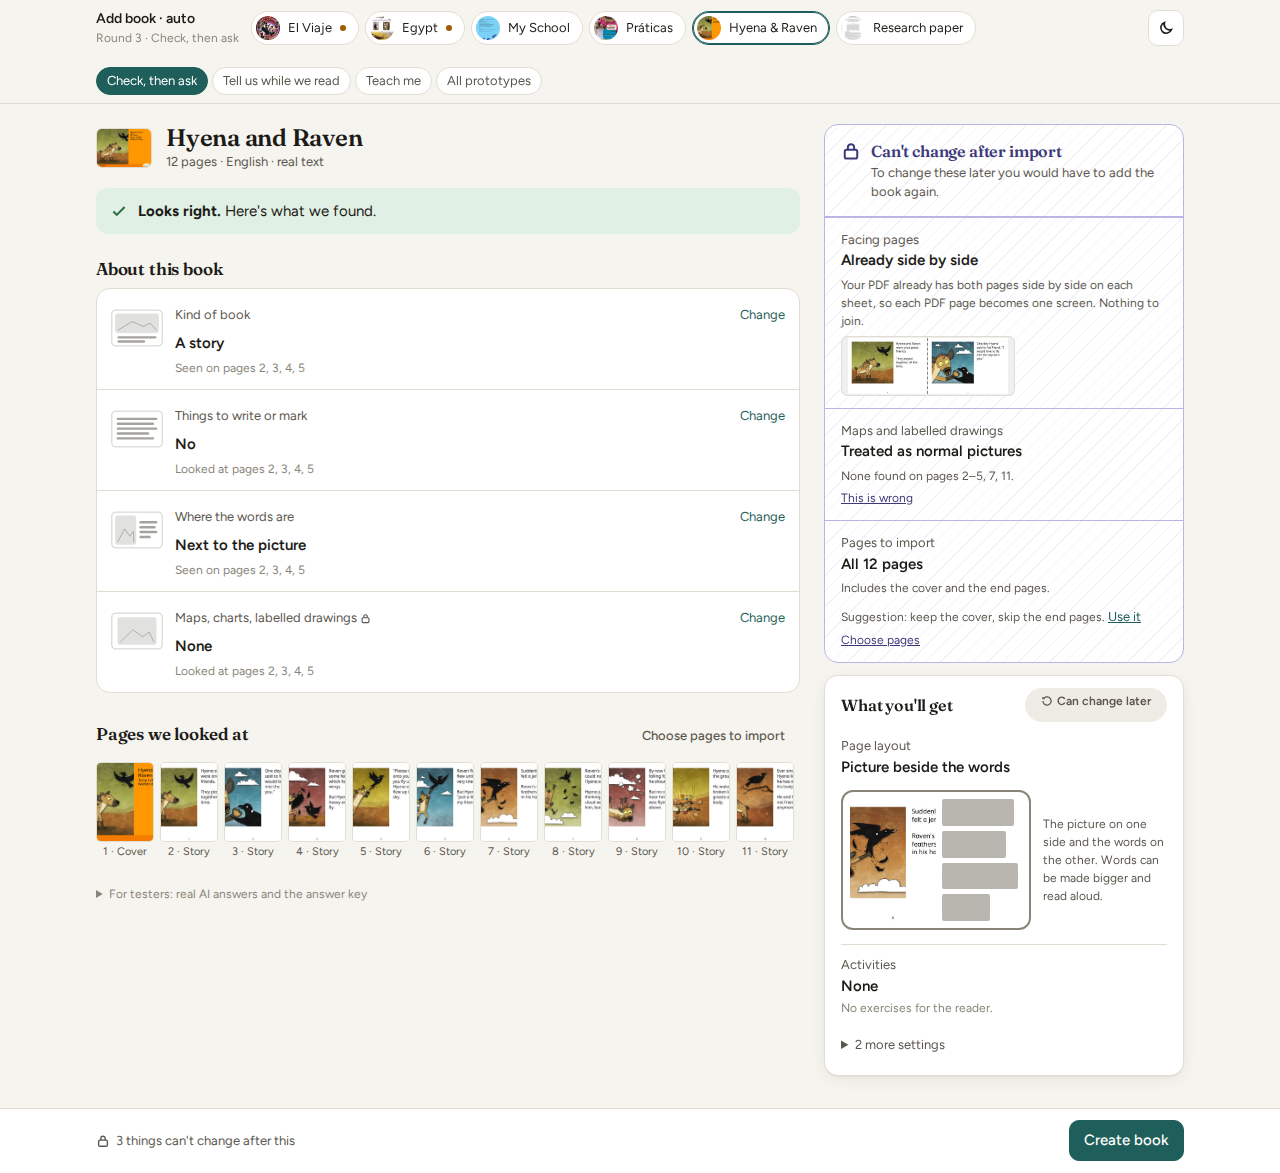 Add book · auto
Round 3 · Check, then ask
El Viaje
Egypt
My School
Práticas
Hyena & Raven
Research paper
Check, then ask
Tell us while we read
Teach me
All prototypes
Hyena and Raven
12 pages · English · real text
Looks right. Here's what we found.
About this book
Kind of book
Change
A story
Seen on pages 2, 3, 4, 5
Things to write or mark
Change
No
Looked at pages 2, 3, 4, 5
Where the words are
Change
Next to the picture
Seen on pages 2, 3, 4, 5
Maps, charts, labelled drawings
Change
None
Looked at pages 2, 3, 4, 5
Pages we looked at
Choose pages to import
1 · Cover
2 · Story
3 · Story
4 · Story
5 · Story
6 · Story
7 · Story
8 · Story
9 · Story
10 · Story
11 · Story
For testers: real AI answers and the answer key
Can't change after import
To change these later you would have to add the
book again.
Facing pages
Already side by side
Your PDF already has both pages side by side on each
sheet, so each PDF page becomes one screen. Nothing to
join.
Maps and labelled drawings
Treated as normal pictures
None found on pages 2–5, 7, 11.
This is wrong
Pages to import
All 12 pages
Includes the cover and the end pages.
Suggestion: keep the cover, skip the end pages. Use it
Choose pages
What you'll get
Can change later
Page layout
Picture beside the words
The picture on one
side and the words on
the other. Words can
be made bigger and
read aloud.
Activities
None
No exercises for the reader.
2 more settings
3 things can't change after this
Create book